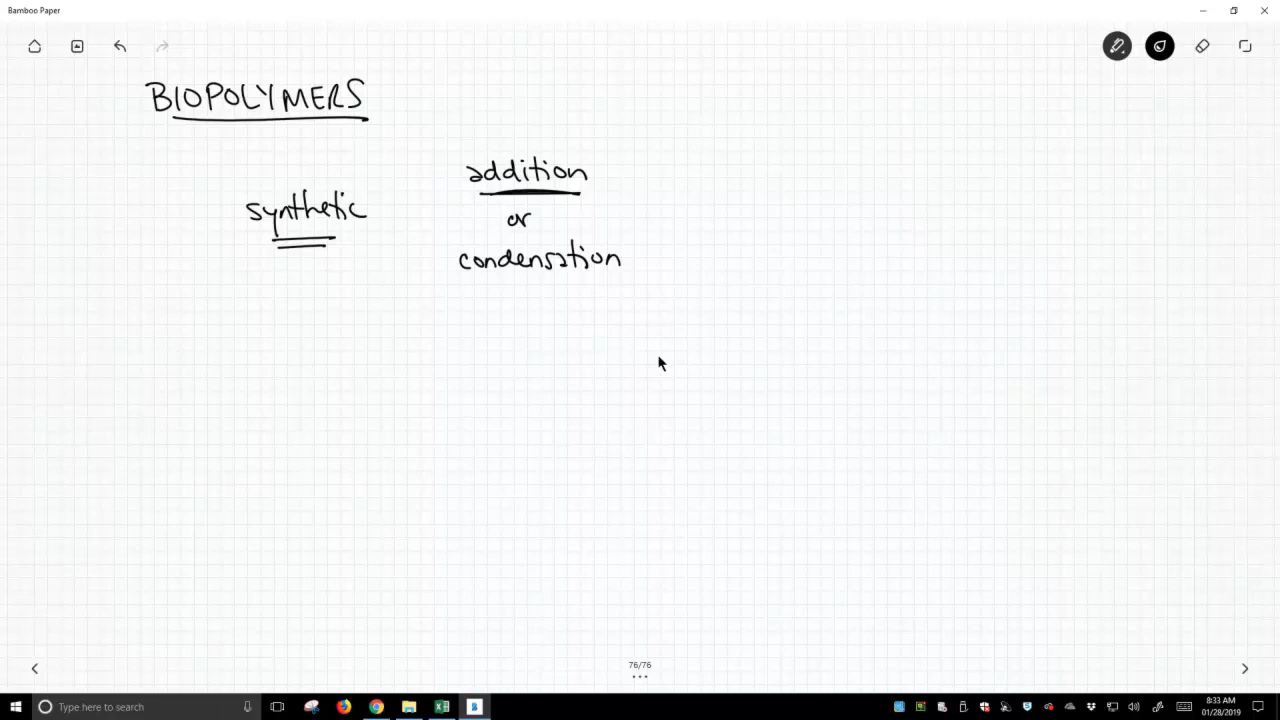 Bamboo Paper
BIOPOLYMERS
addition
synthetic
or
condensation
76/76
Type here to search
8:33 AM
01/28/2019